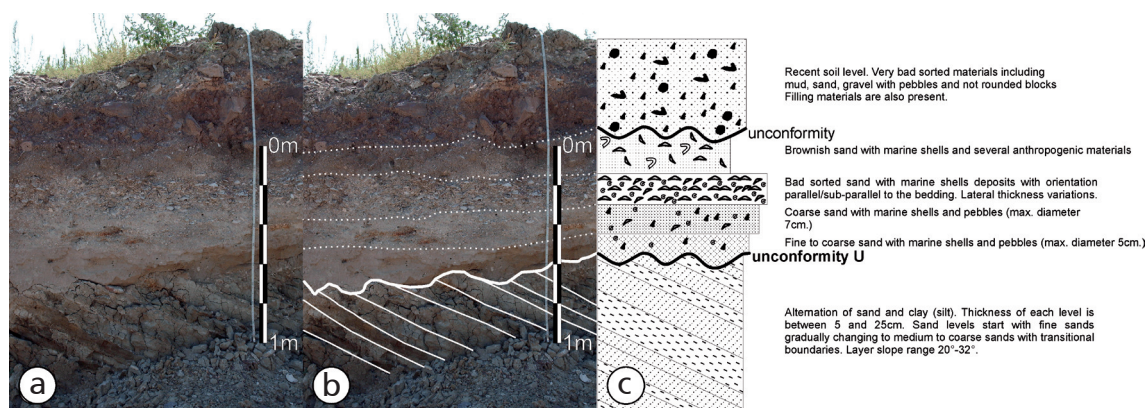 Recent soil level. Very bad sorted materials including
mud, sand, gravel with pebbles and not rounded blocks
Filling materials are also present.
unconformity
Brownish sand with marine shells and several anthropogenic materials
0m
0m
Bad sorted sand with marine shells deposits with orientation
parallel/sub-parallel to the bedding. Lateral thickness variations.
Coarse sand with marine shells and pebbles (max. diameter
7cm.)
Fine to coarse sand with marine shells and pebbles (max. diameter 5cm.)
unconformity U
Alternation of sand and clay (silt). Thickness of each level is
between 5 and 25cm. Sand levels start with fine sands
gradually changing to medium to coarse sands with transitional
boundaries. Layer slope range 20°-32°.
1m
1m
a
b
c